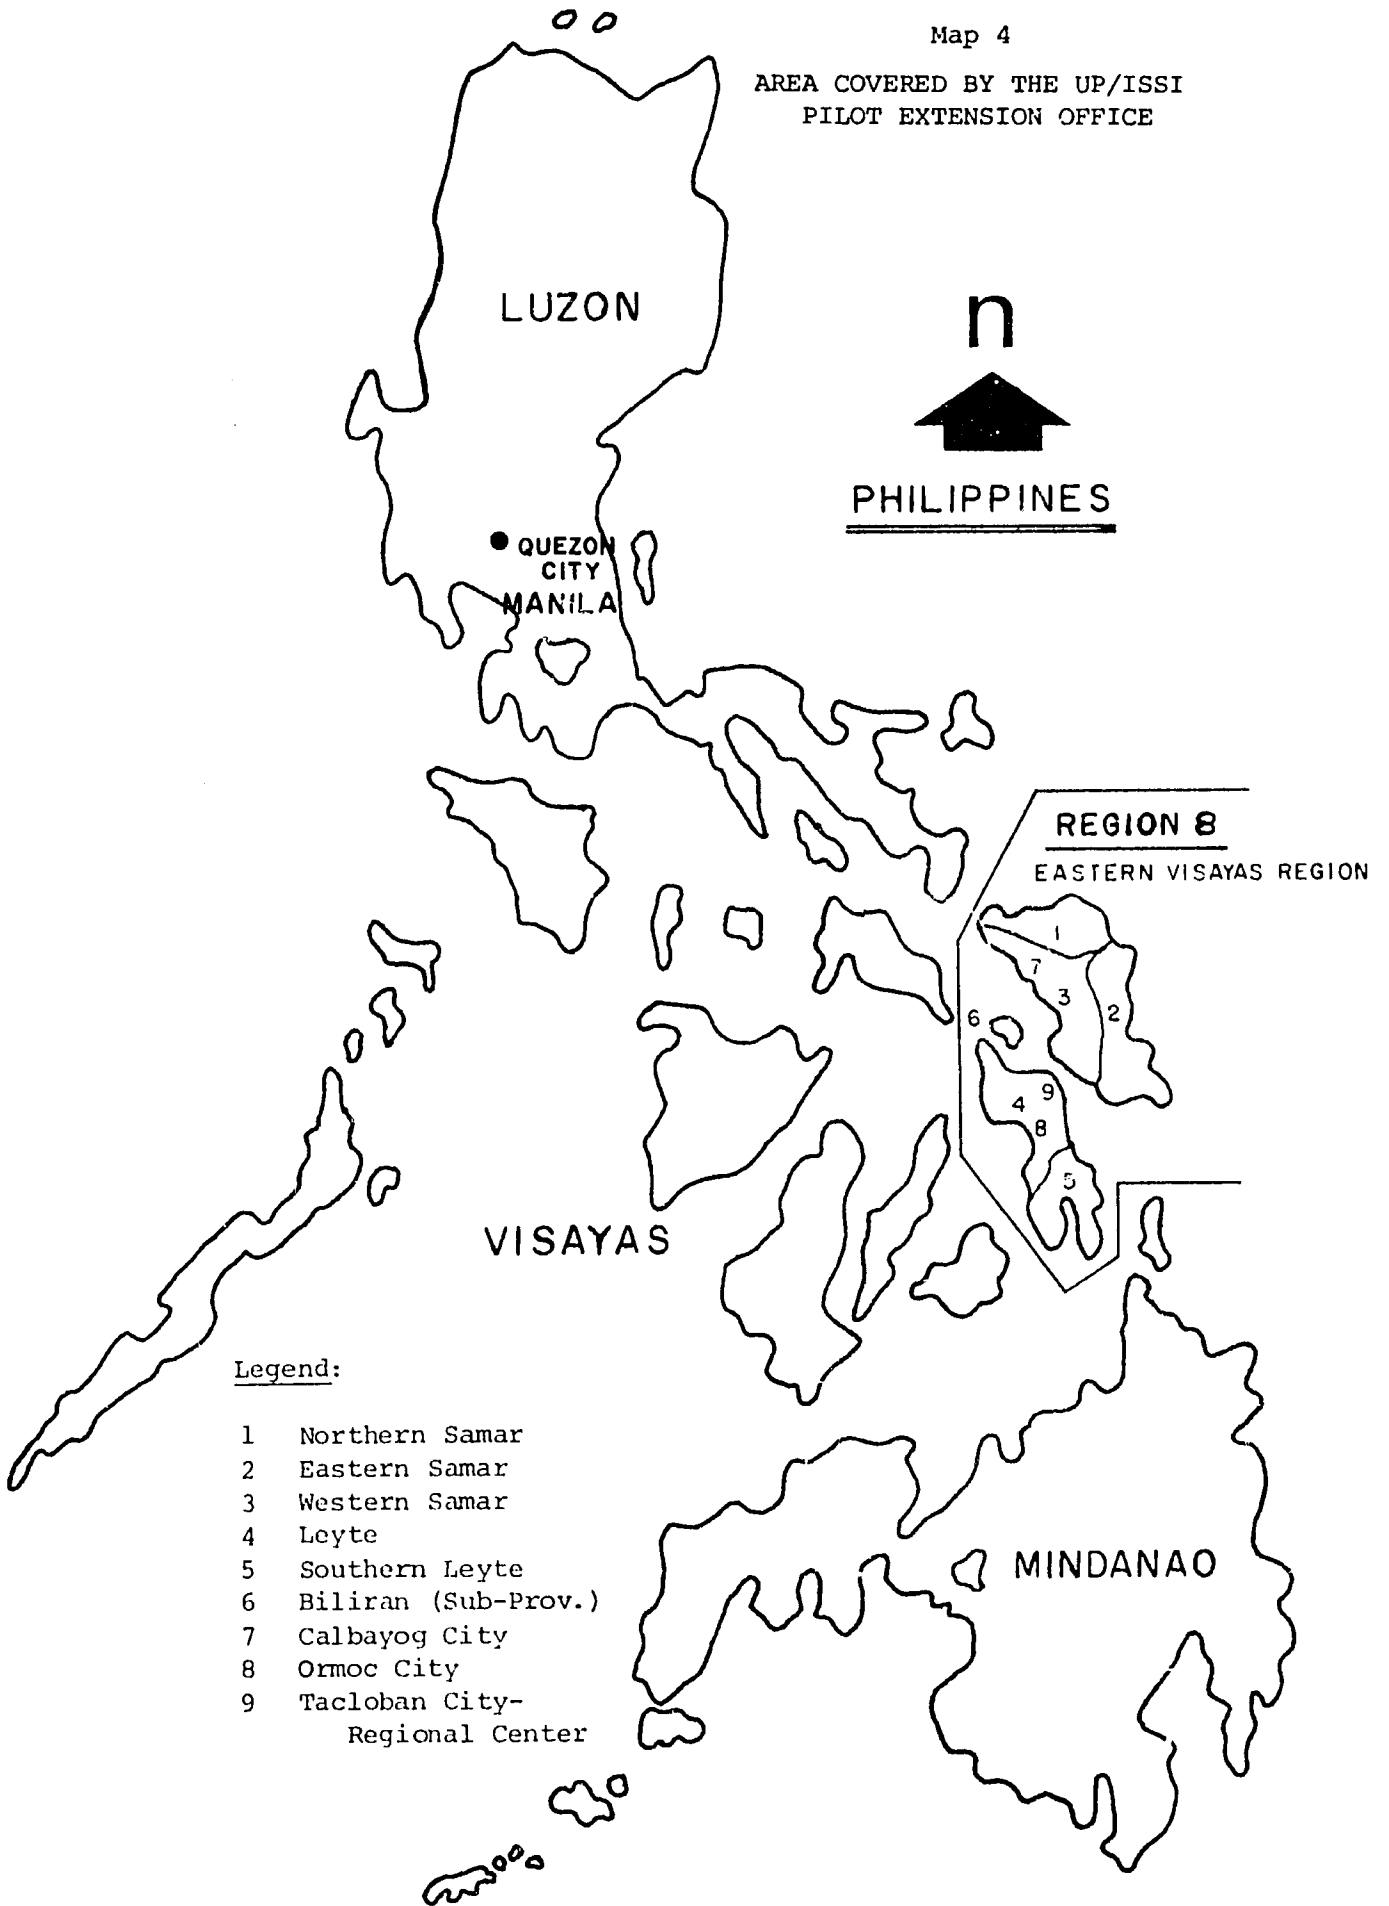 Map 4
AREA COVERED BY THE UP/ISSI
PILOT EXTENSION OFFICE
LUZON
n
PHILIPPINES
QUEZON
CITY
MANILA
REGION 8
EASTERN VISAYAS REGION
1
7
3
2
6
9
4
8
5
VISAYAS
Legend:
1 Northern Samar
2 Eastern Samar
3 Western Samar
4 Leyte
5 Southern Leyte
6 Biliran (Sub-Prov.)
7 Calbayog City
8 Ormoc City
9 Tacloban City-
Regional Center
MINDANAO